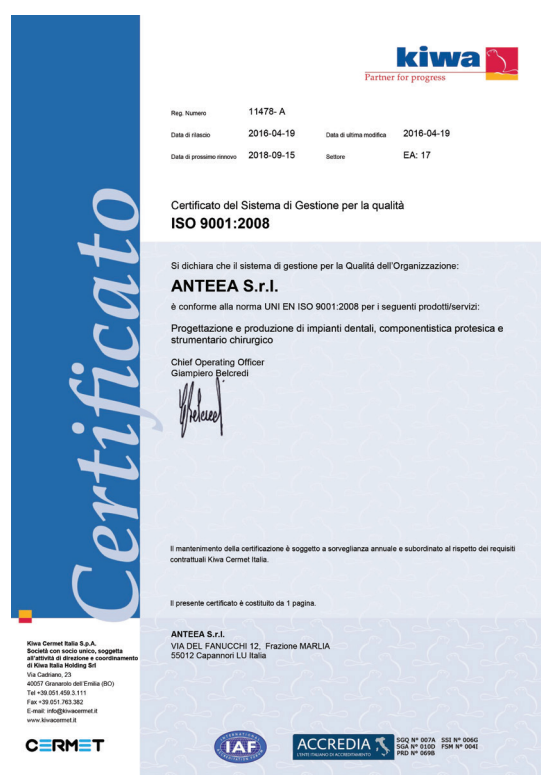 kiwa
Partner for progress
Reg. Numero 11478- A
Data di rilascio 2016-04-19 Data di ultima modifica 2016-04-19
Data di prossimo rinnovo 2018-09-15 Settore EA: 17
Certificato
Certificato del Sistema di Gestione per la qualità
ISO 9001:2008
Si dichiara che il sistema di gestione per la Qualità dell'Organizzazione:
ANTEEA S.r.l.
è conforme alla norma UNI EN ISO 9001:2008 per i seguenti prodotti/servizi:
Progettazione e produzione di impianti dentali, componentistica protesica e
strumentario chirurgico
Chief Operating Officer
Giampiero Belcredi
Il mantenimento della certificazione è soggetto a sorveglianza annuale e subordinato al rispetto dei requisiti
contrattuali Kiwa Cermet Italia.
Il presente certificato è costituito da 1 pagina.
ANTEEA S.r.l.
VIA DEL FANUCCHI 12, Frazione MARLIA
55012 Capannori LU Italia
Kiwa Cermet Italia S.p.A.
Società con socio unico, soggetta
all'attività di direzione e coordinamento
di Kiwa Italia Holding Srl
Via Cadriano, 23
40057 Granarolo dell'Emilia (BO)
Tel +39.051.459.3.111
Fax +39.051.763.382
E-mail: info@kiwacermet.it
www.kiwacermet.it
CERMET
INTERNATIONAL
IAF
ACCREDITATION FORUM
ACCREDIA
L'ENTE ITALIANO DI ACCREDITAMENTO
SGQ N° 007A SSI N° 006G
SGA N° 010D FSM N° 004I
PRD N° 069B